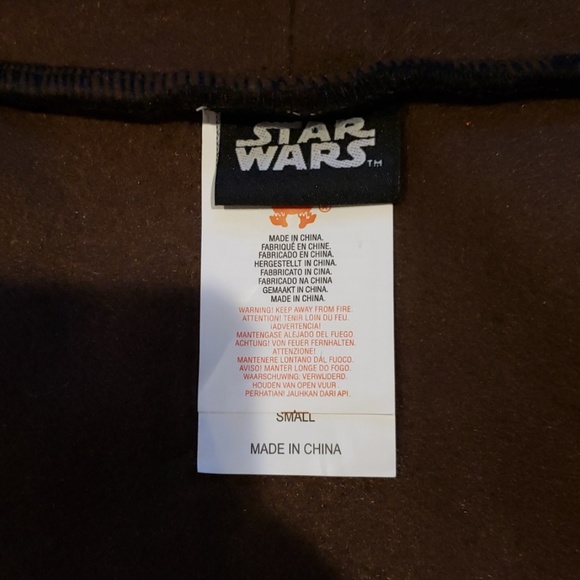 STAR
WARS™
®
MADE IN CHINA.
FABRIQUÉ EN CHINE.
FABRICADO EN CHINA.
HERGESTELLT IN CHINA.
FABBRICATO IN CINA.
FABRICADO NA CHINA
GEMAAKT IN CHINA.
MADE IN CHINA.
WARNING! KEEP AWAY FROM FIRE.
ATTENTION! TENIR LOIN DU FEU.
¡ADVERTENCIA!
MANTENGASE ALEJADO DEL FUEGO.
ACHTUNG! VON FEUER FERNHALTEN.
ATTENZIONE!
MANTENERE LONTANO DAL FUOCO.
AVISO! MANTER LONGE DO FOGO.
WAARSCHUWING: VERWIJDERD.
HOUDEN VAN OPEN VUUR.
PERHATIAN! JAUHKAN DARI API.
SMALL
MADE IN CHINA